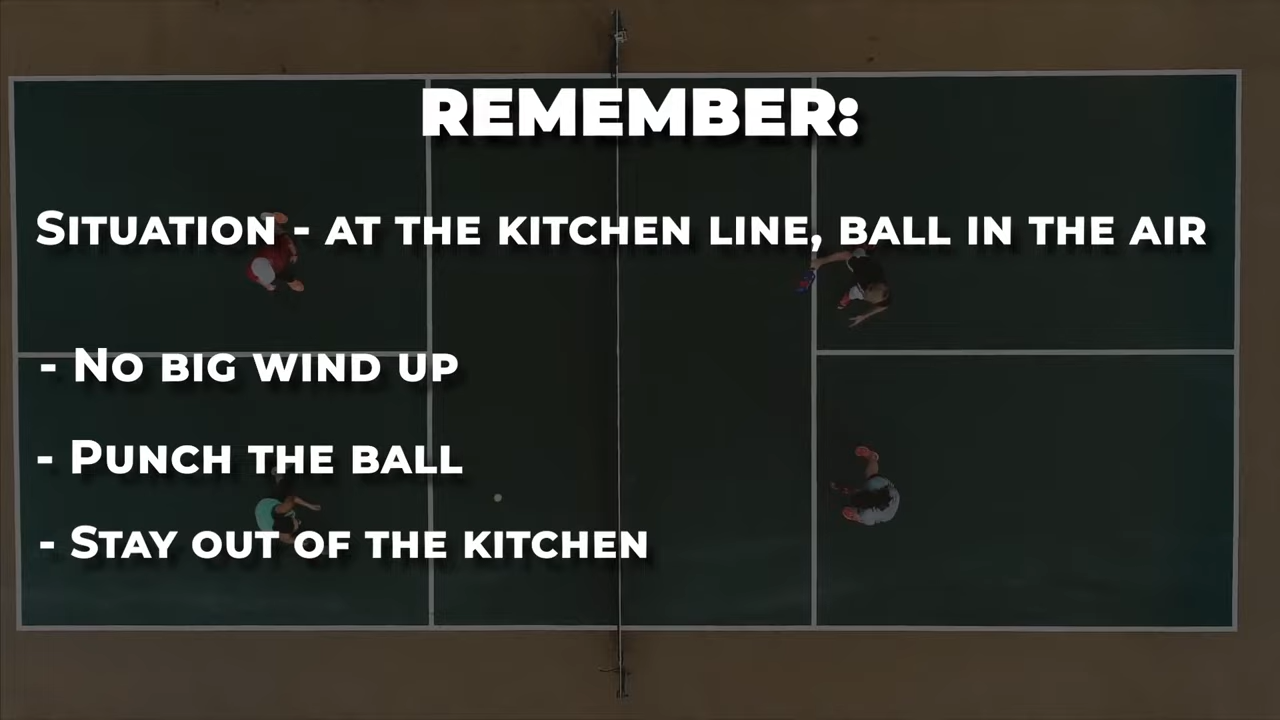 REMEMBER:
Situation - at the kitchen line, ball in the air
- No big wind up
- Punch the ball
- Stay out of the kitchen